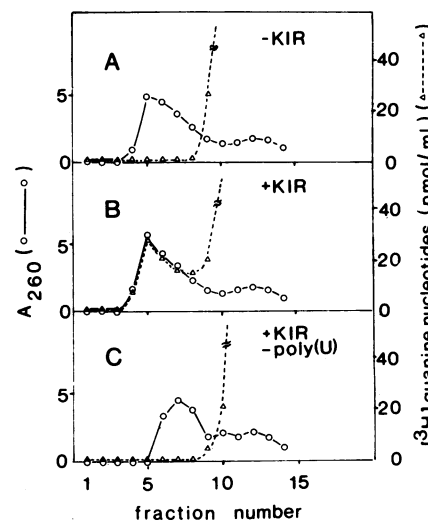 A
-KIR
B
+KIR
C
+KIR
-poly(U)
5
0
5
0
5
0
40
20
0
40
20
0
40
20
0
1
5
10
15
fraction number
A260 (o—o)
[3H]guanine nucleotides (pmol/mL) (△-----△)